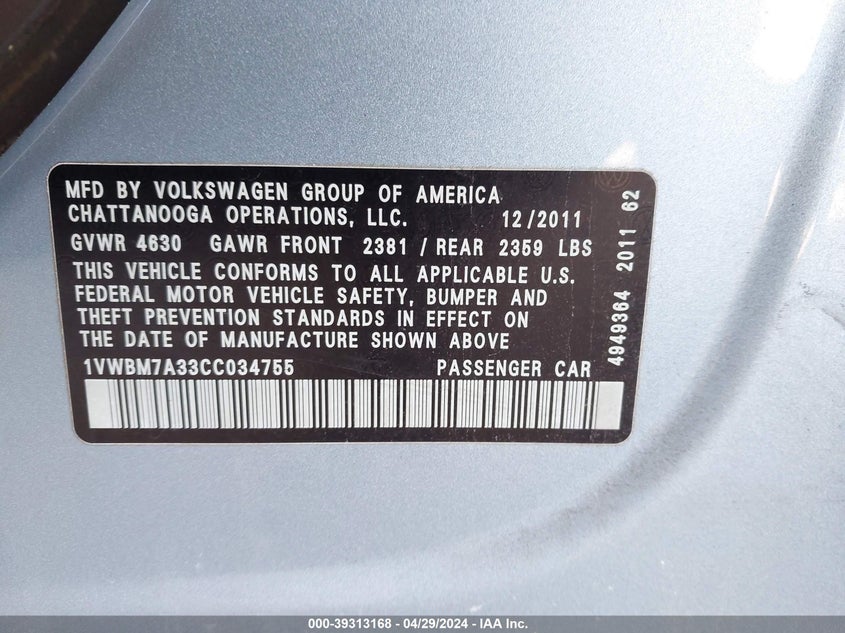 MFD BY VOLKSWAGEN GROUP OF AMERICA
CHATTANOOGA OPERATIONS, LLC. 12/2011
GVWR 4630 GAWR FRONT 2381 / REAR 2359 LBS
THIS VEHICLE CONFORMS TO ALL APPLICABLE U.S.
FEDERAL MOTOR VEHICLE SAFETY, BUMPER AND
THEFT PREVENTION STANDARDS IN EFFECT ON
THE DATE OF MANUFACTURE SHOWN ABOVE
1VWBM7A33CC034755 PASSENGER CAR
4949364 2011 62
000-39313168 - 04/29/2024 - IAA Inc.